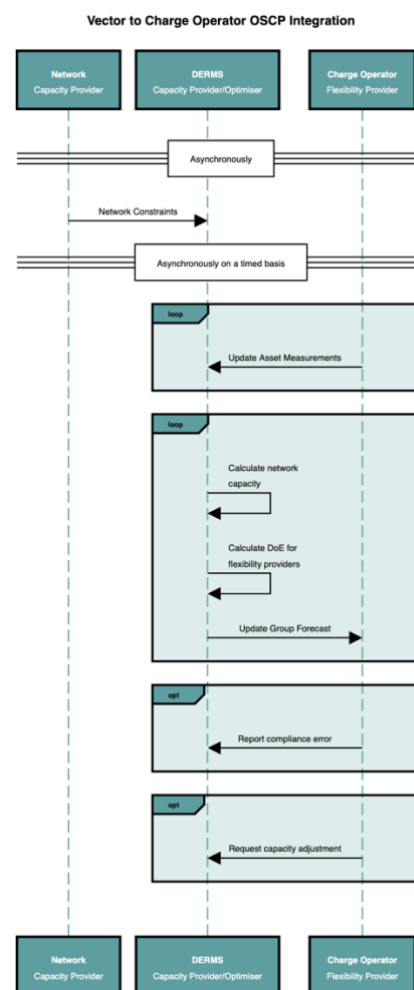 Vector to Charge Operator OSCP Integration
Network
Capacity Provider
DERMS
Capacity Provider/Optimiser
Charge Operator
Flexibility Provider
Asynchronously
Network Constraints
Asynchronously on a timed basis
loop
Update Asset Measurements
loop
Calculate network
capacity
Calculate DoE for
flexibility providers
Update Group Forecast
opt
Report compliance error
opt
Request capacity adjustment
Network
Capacity Provider
DERMS
Capacity Provider/Optimiser
Charge Operator
Flexibility Provider